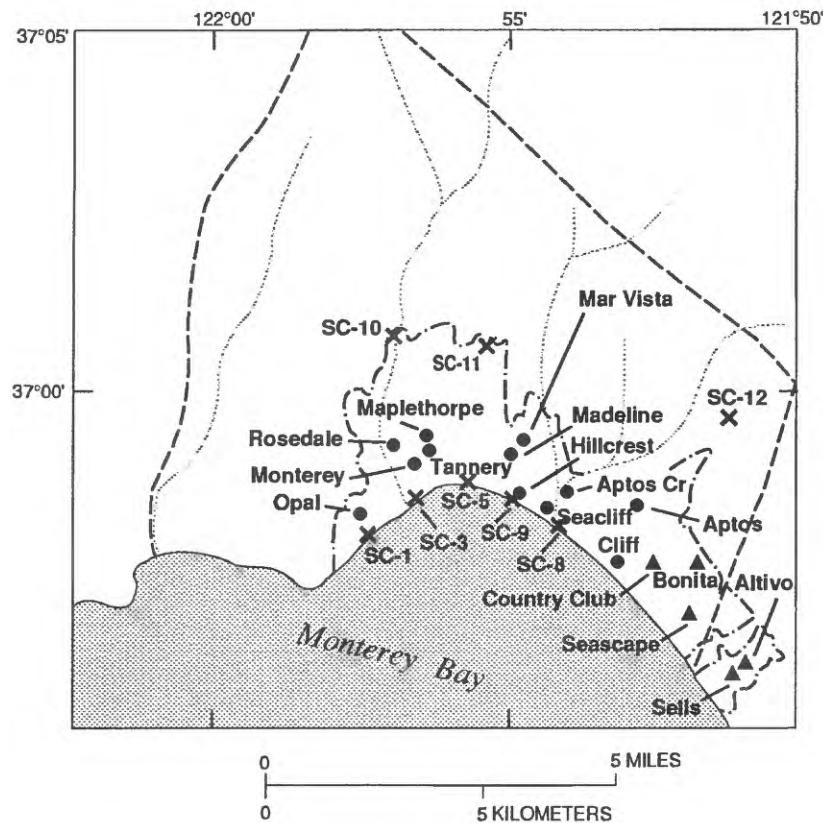 122°00'
55'
121°50'
37°05'
Mar Vista
SC-10
SC-11
37°00'
SC-12
Maplethorpe
Madeline
Rosedale
Hillcrest
Tannery
Monterey
Aptos Cr
SC-5
Opal
Seacliff
Aptos
SC-9
SC-1
SC-3
SC-8
Cliff
Bonita
Altivo
Country Club
Seascape
Monterey Bay
Sells
0
5 MILES
0
5 KILOMETERS